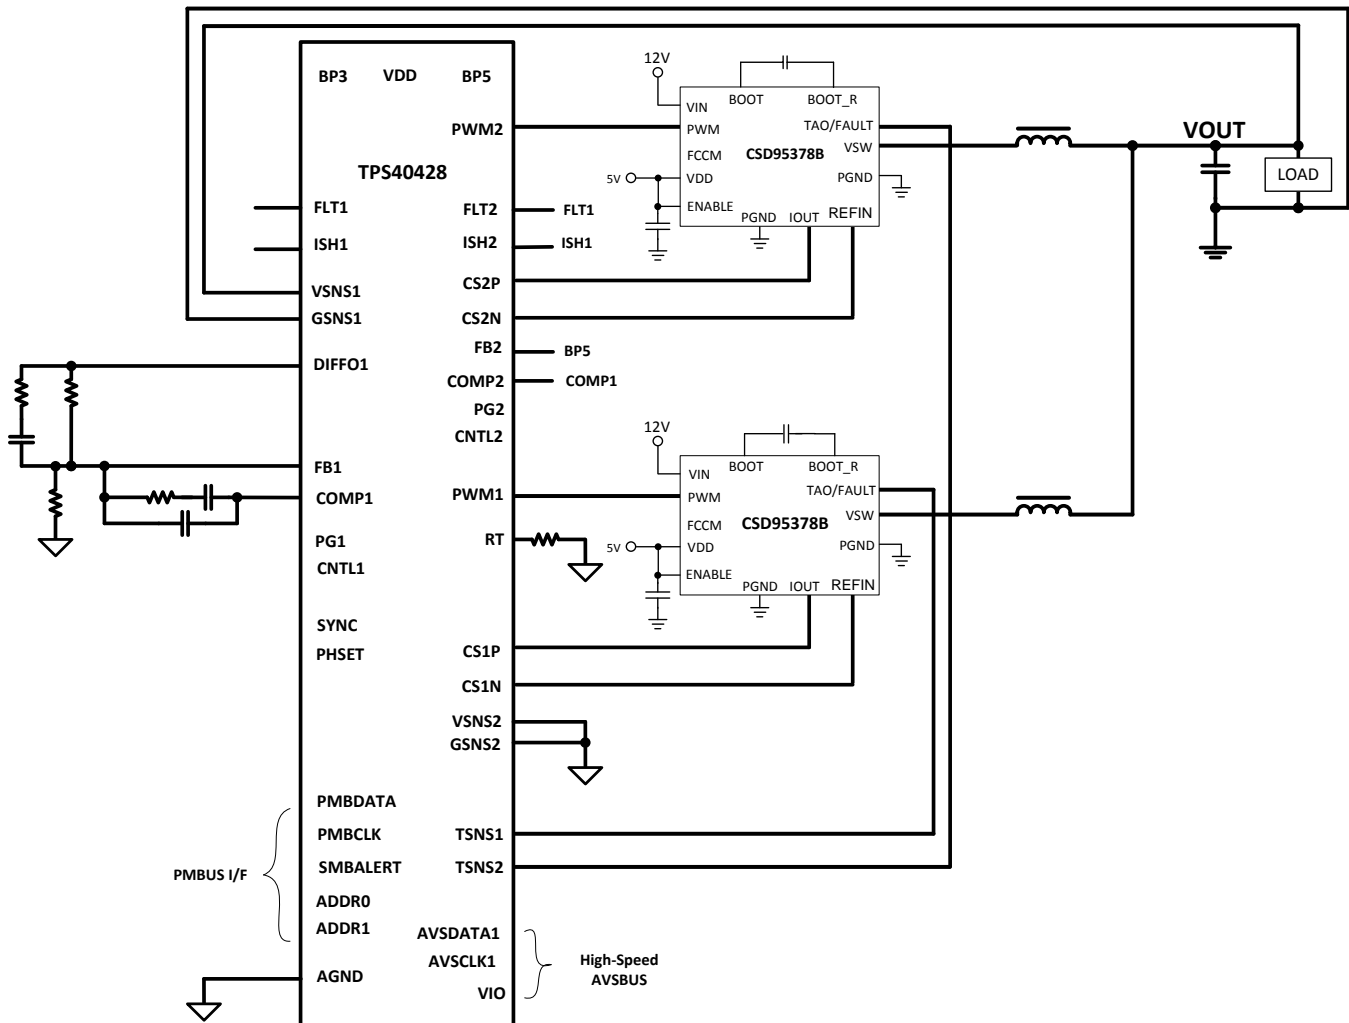 BP3 VDD BP5
TPS40428
PWM2
FLT1
ISH1
VSNS1
GSNS1
DIFFO1
FB1
COMP1
PG1
CNTL1
SYNC
PHSET
PMBDATA
PMBCLK
SMBALERT
ADDR0
ADDR1
PMBUS I/F
AGND
FLT2 FLT1
ISH2 ISH1
CS2P
CS2N
FB2 BP5
COMP2 COMP1
PG2
CNTL2
PWM1
RT
CS1P
CS1N
VSNS2
GSNS2
TSNS1
TSNS2
AVSDATA1
AVSCLK1
VIO
High-Speed
AVSBUS
12V
BOOT BOOT_R
VIN
TAO/FAULT
PWM
CSD95378B
VSW
FCCM
5V
VDD
PGND
ENABLE
PGND IOUT REFIN
12V
BOOT BOOT_R
VIN
TAO/FAULT
PWM
CSD95378B
VSW
FCCM
5V
VDD
PGND
ENABLE
PGND IOUT REFIN
VOUT
LOAD